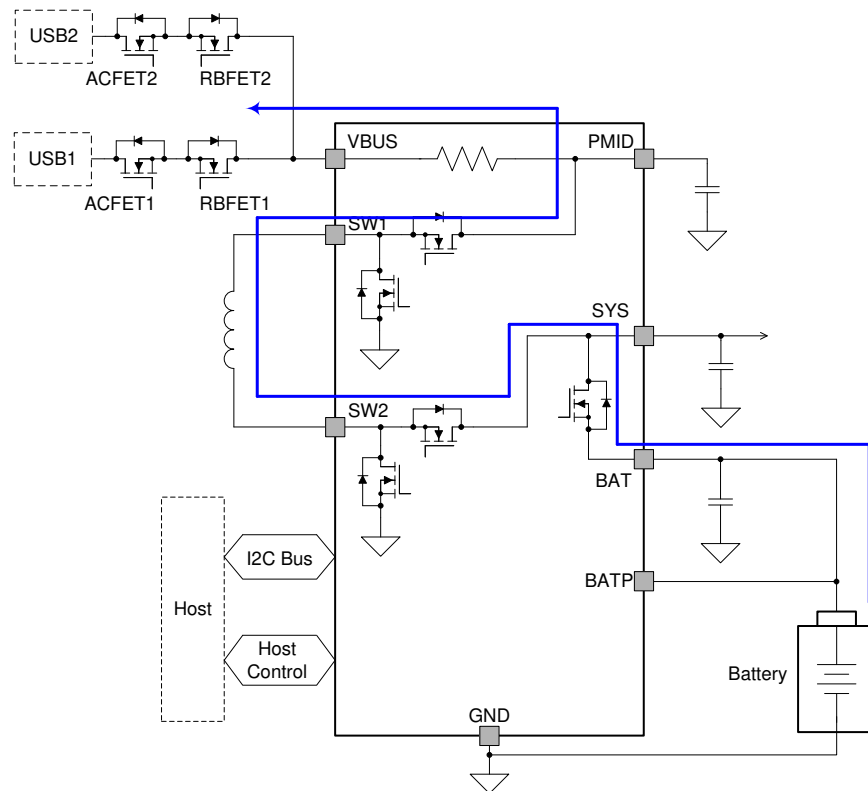 USB2
ACFET2
RBFET2
USB1
ACFET1
RBFET1
VBUS
PMID
SW1
SYS
SW2
BAT
I2C Bus
BATP
Host
Host
Control
Battery
GND